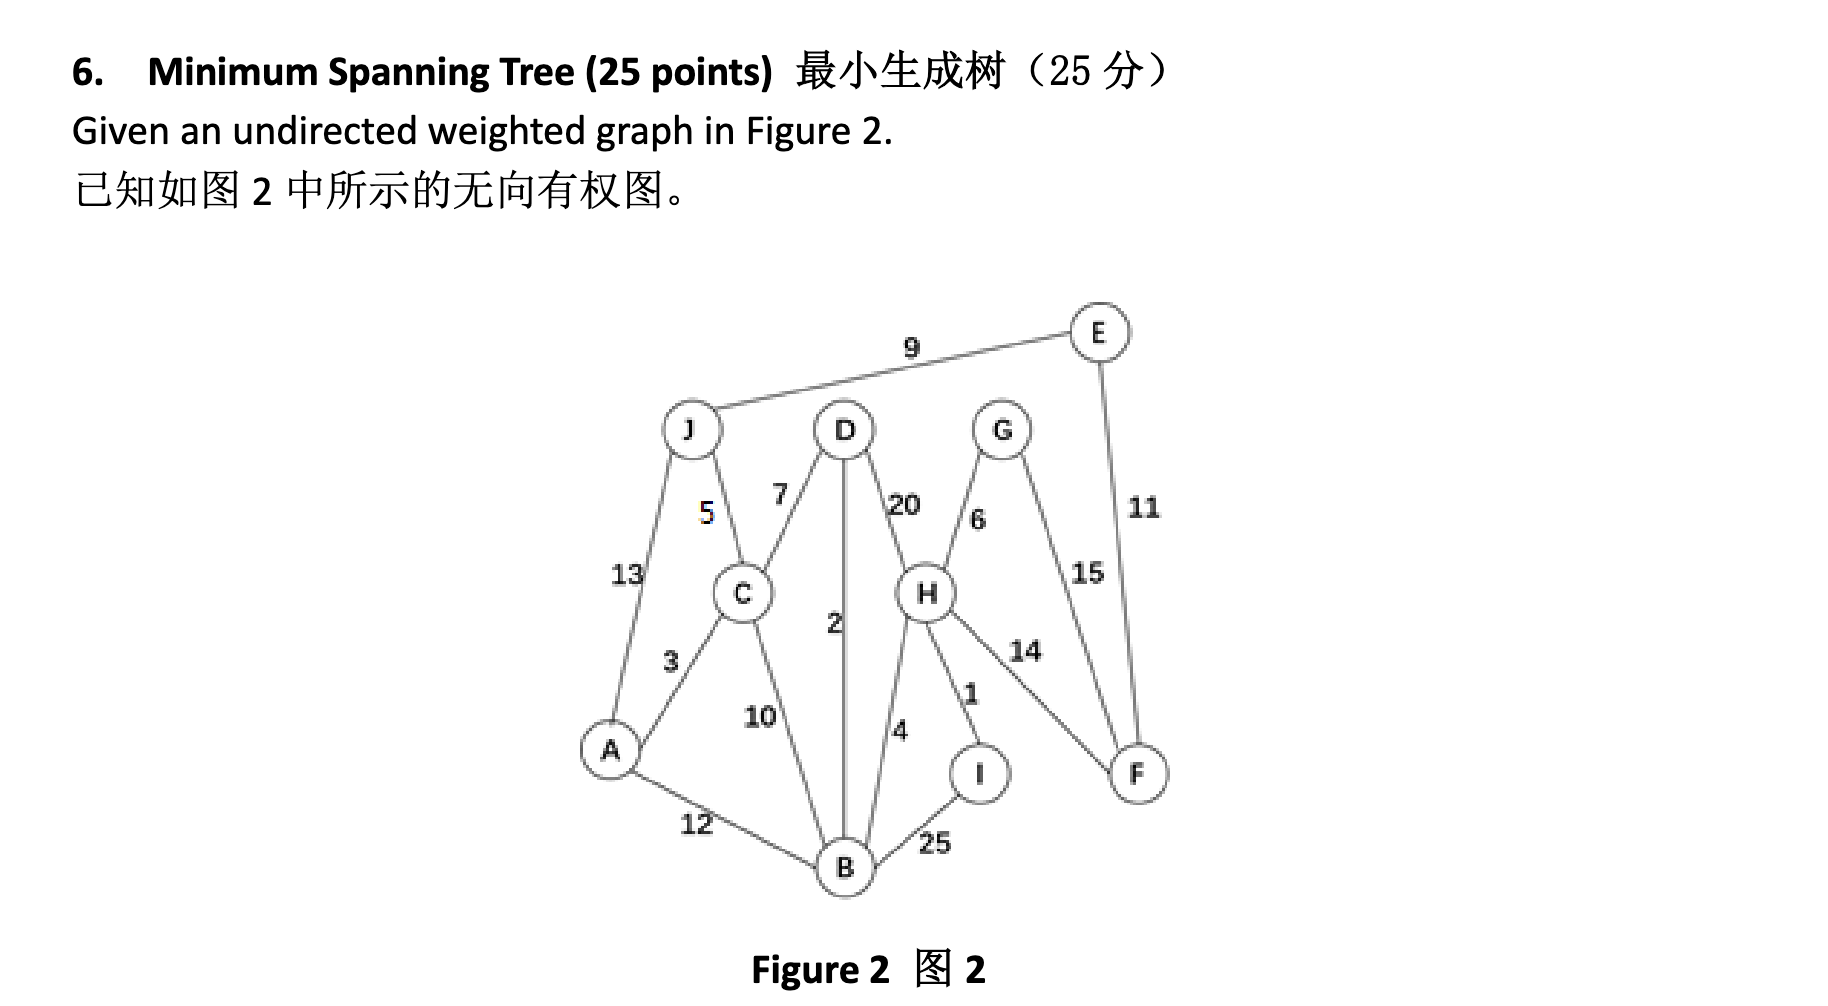 6. Minimum Spanning Tree (25 points) 最小生成树（25 分）
Given an undirected weighted graph in Figure 2.
已知如图 2 中所示的无向有权图。
E
9
J
D
G
7
20
5
6
11
13
15
C
H
2
3
14
1
10
4
A
I
F
12
25
B
Figure 2 图 2